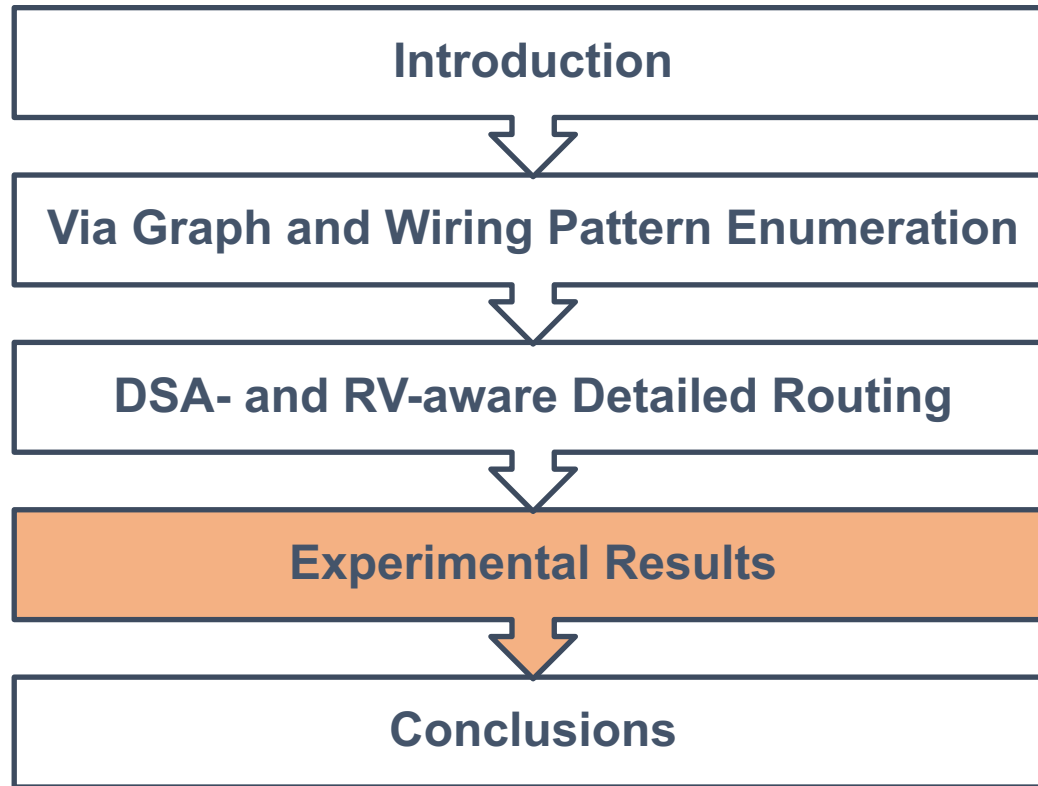 Introduction
Via Graph and Wiring Pattern Enumeration
DSA- and RV-aware Detailed Routing
Experimental Results
Conclusions